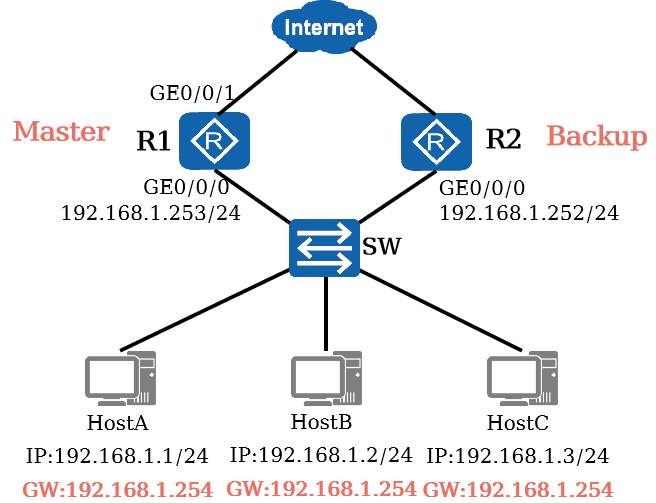 Internet
GE0/0/1
Master
R1
R
R
R2
Backup
GE0/0/0
192.168.1.253/24
GE0/0/0
192.168.1.252/24
SW
HostA
HostB
HostC
IP:192.168.1.1/24
IP:192.168.1.2/24
IP:192.168.1.3/24
GW:192.168.1.254
GW:192.168.1.254
GW:192.168.1.254